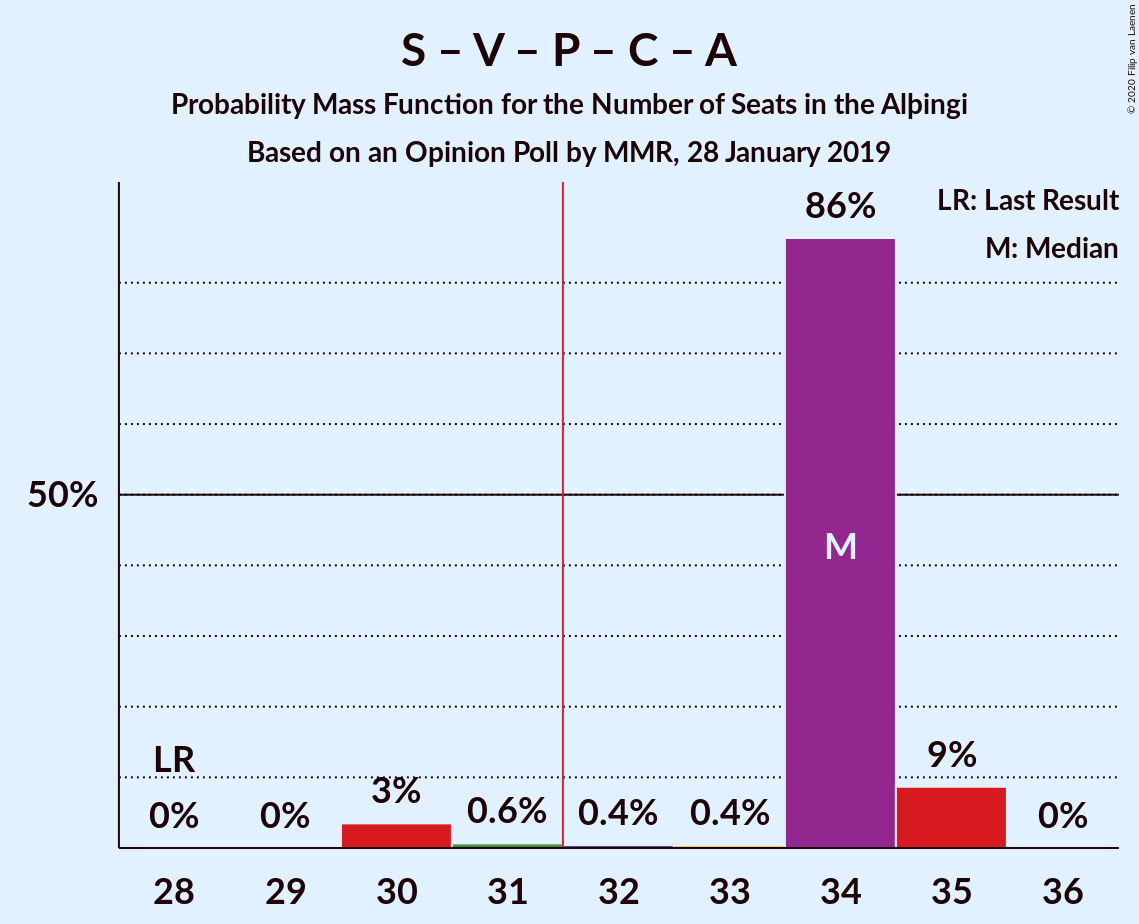 S – V – P – C – A
Probability Mass Function for the Number of Seats in the Alþingi
Based on an Opinion Poll by MMR, 28 January 2019
© 2020 Filip van Laenen
LR: Last Result
M: Median
86%
50%
M
LR
0%
0%
3%
0.6%
0.4%
0.4%
9%
0%
28 29 30 31 32 33 34 35 36